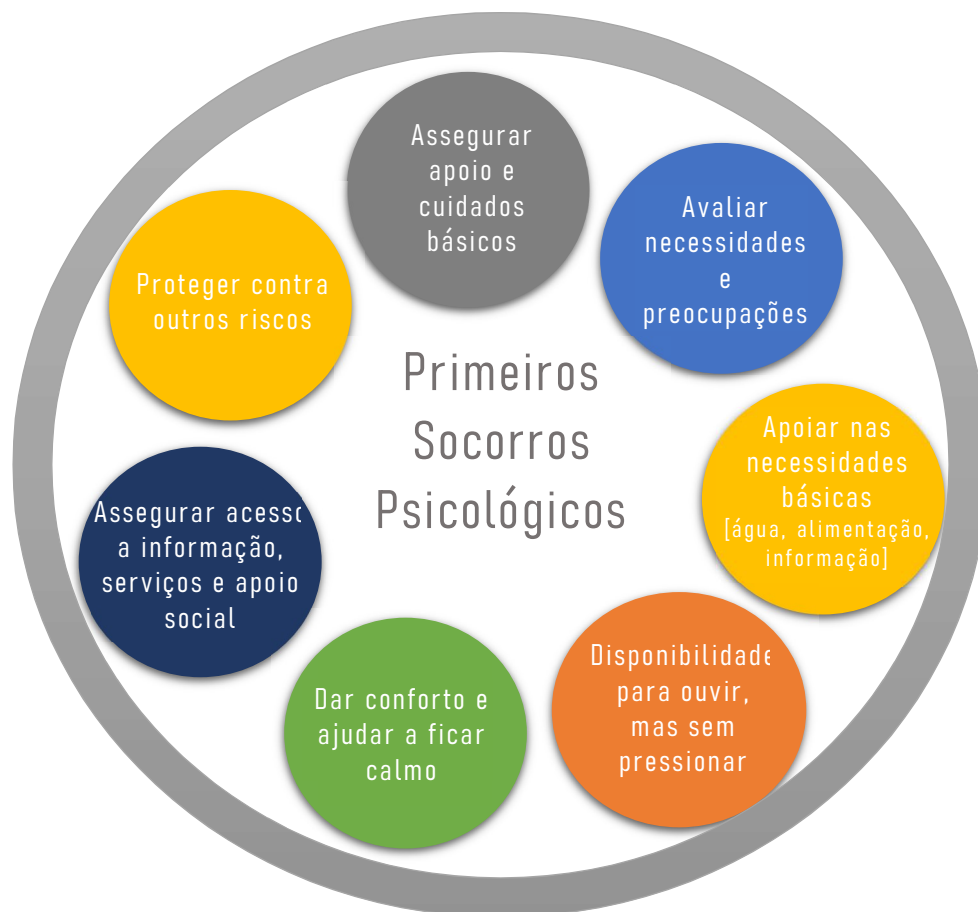 Assegurar
apoio e
cuidados
básicos
Avaliar
necessidades
e
preocupações
Apoiar nas
necessidades
básicas
[água, alimentação,
informação]
Disponibilidade
para ouvir,
mas sem
pressionar
Dar conforto e
ajudar a ficar
calmo
Assegurar acesso
a informação,
serviços e apoio
social
Proteger contra
outros riscos
Primeiros
Socorros
Psicológicos